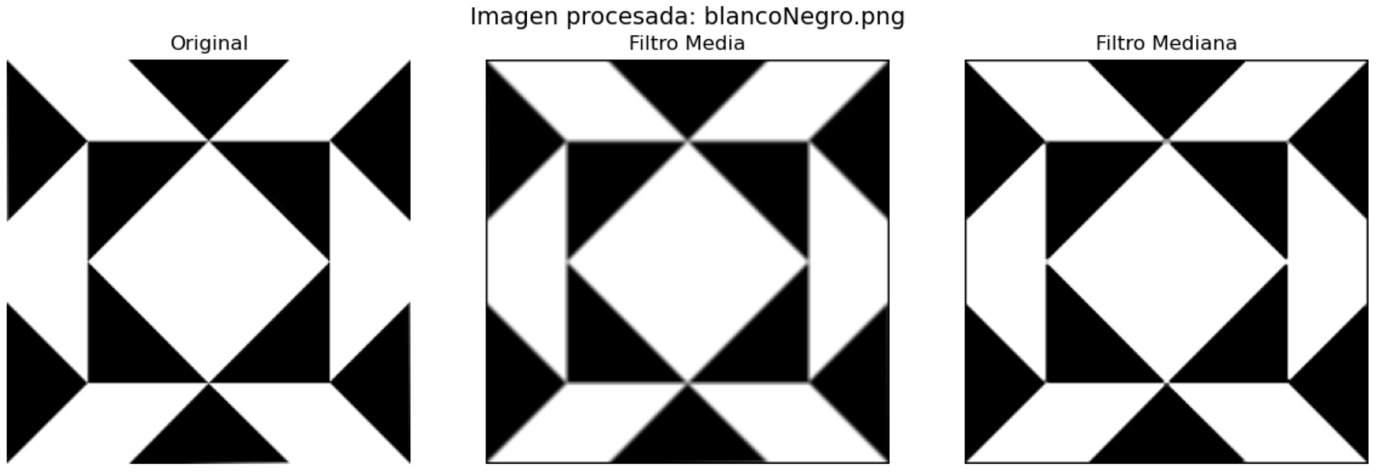 Imagen procesada: blancoNegro.png
Original
Filtro Media
Filtro Mediana